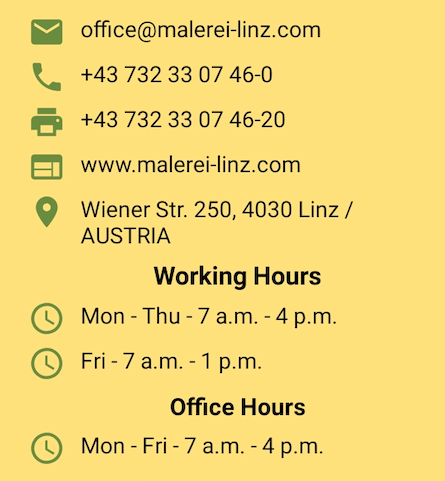 office@malerei-linz.com
+43 732 33 07 46-0
+43 732 33 07 46-20
www.malerei-linz.com
Wiener Str. 250, 4030 Linz /
AUSTRIA
Working Hours
Mon - Thu - 7 a.m. - 4 p.m.
Fri - 7 a.m. - 1 p.m.
Office Hours
Mon - Fri - 7 a.m. - 4 p.m.